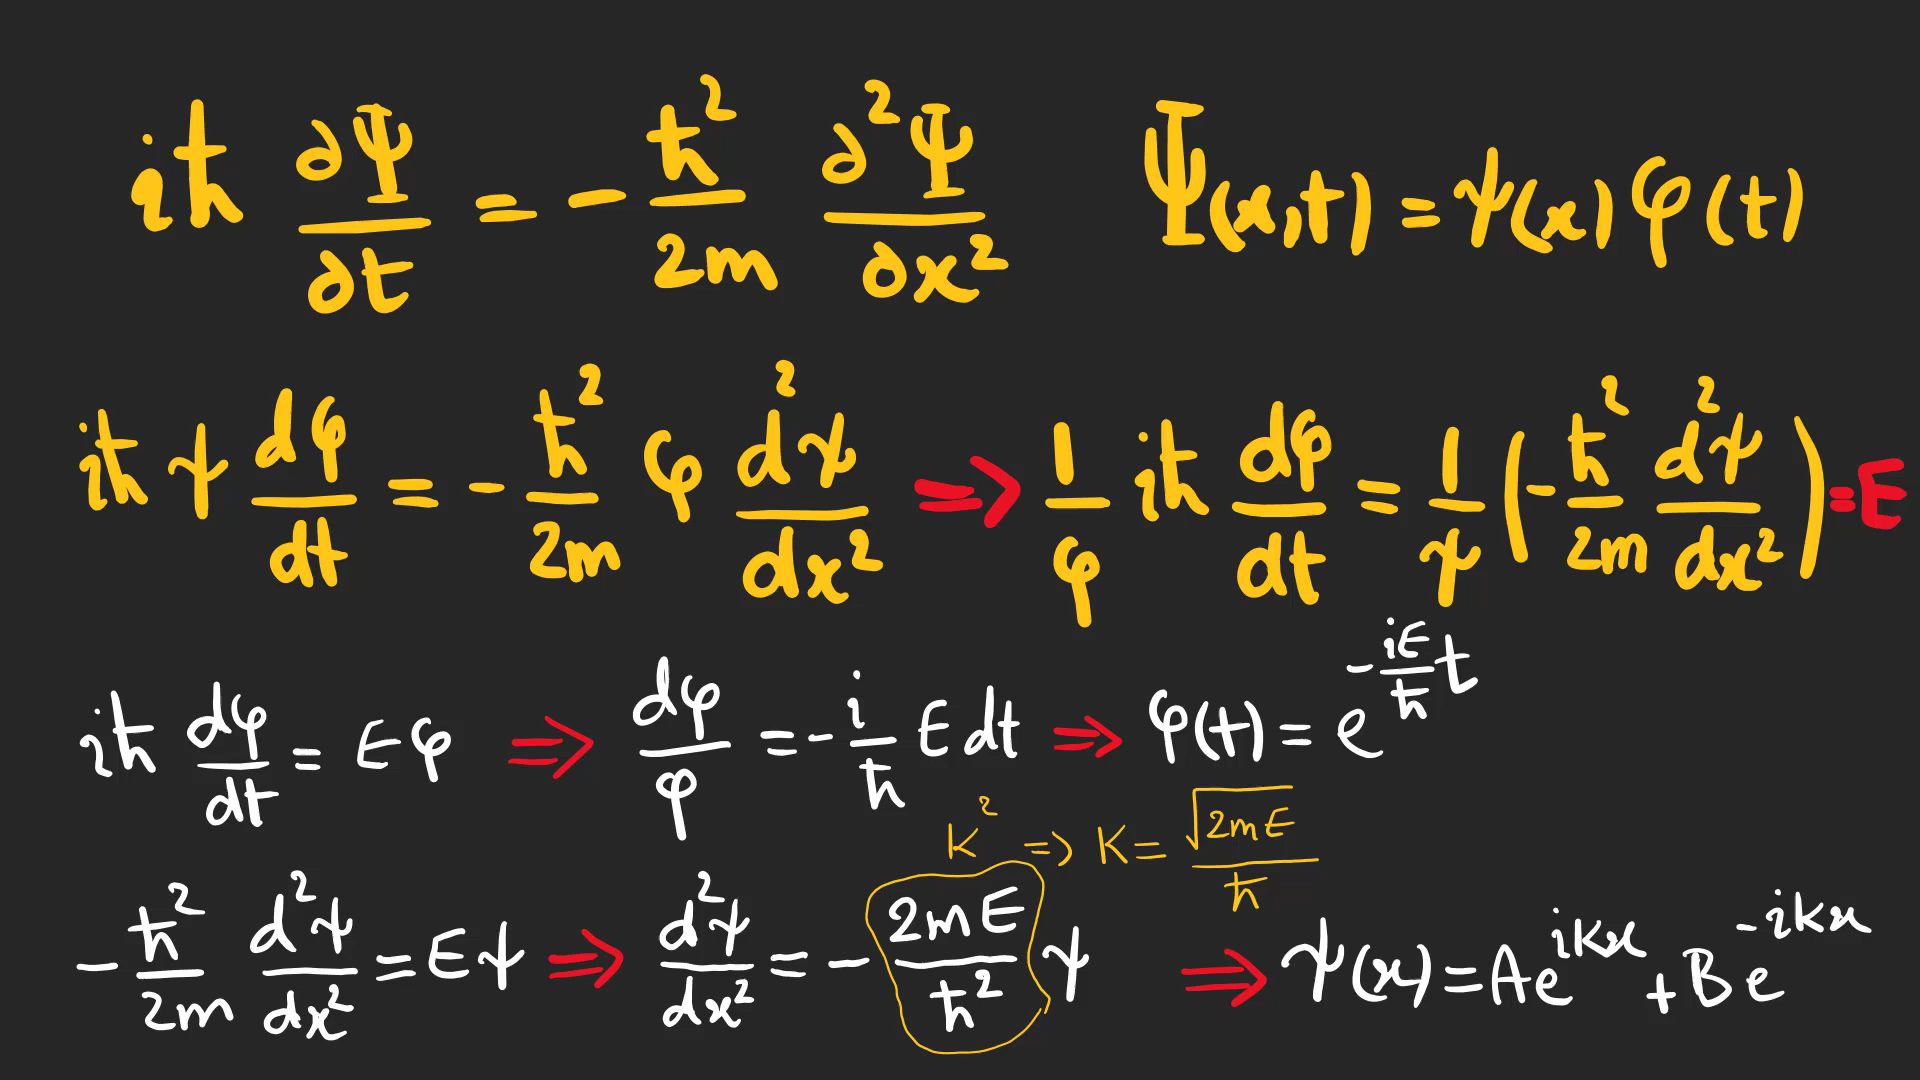 iħ ∂Ψ/∂t = - ħ²/2m ∂²Ψ/∂x²   Ψ(x,t) = ψ(x) φ(t)
iħ ψ dφ/dt = - ħ²/2m φ d²ψ/dx² ⇒ 1/φ iħ dφ/dt = 1/ψ (- ħ²/2m d²ψ/dx²) = E
iħ dφ/dt = Eφ ⇒ dφ/φ = - i/ħ E dt ⇒ φ(t) = e^(-iE/ħ t)
K² => K = √(2mE)/ħ
- ħ²/2m d²ψ/dx² = Eψ ⇒ d²ψ/dx² = - 2mE/ħ² ψ ⇒ ψ(x) = Ae^(iKx) + Be^(-iKx)